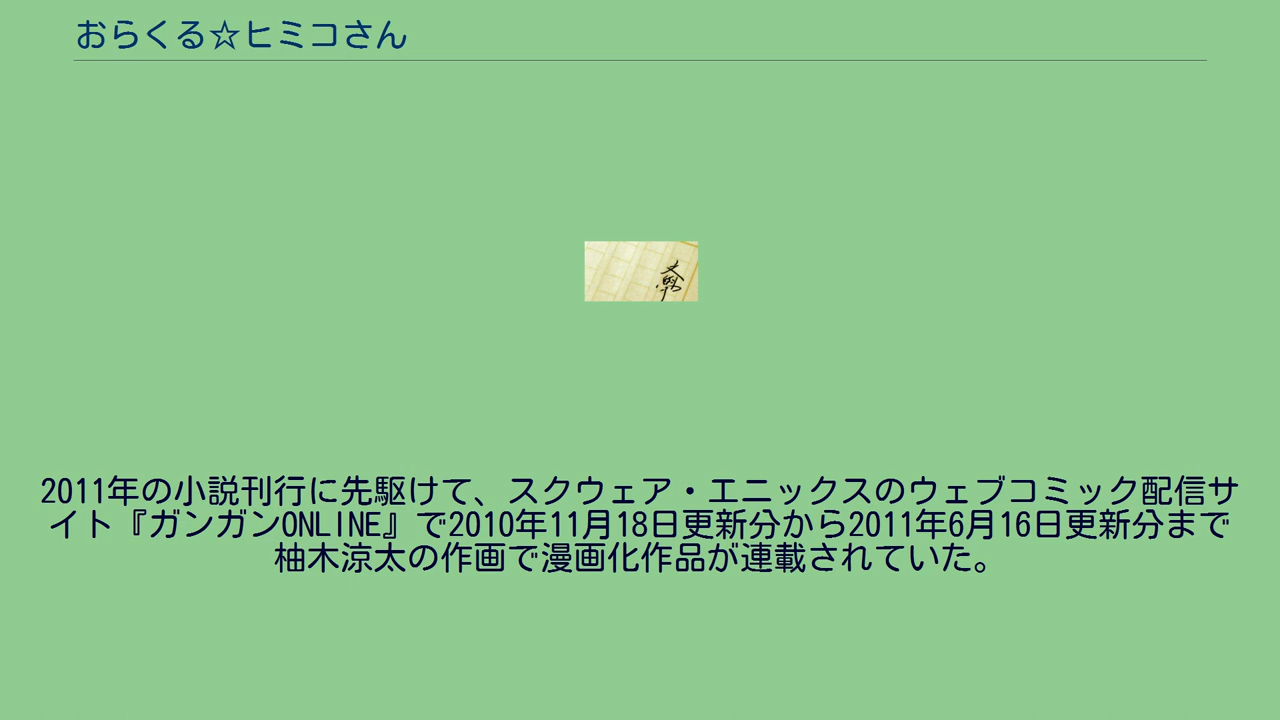 おらくる☆ヒミコさん
2011年の小説刊行に先駆けて、スクウェア・エニックスのウェブコミック配信サ
イト『ガンガンONLINE』で2010年11月18日更新分から2011年6月16日更新分まで
柚木涼太の作画で漫画化作品が連載されていた。